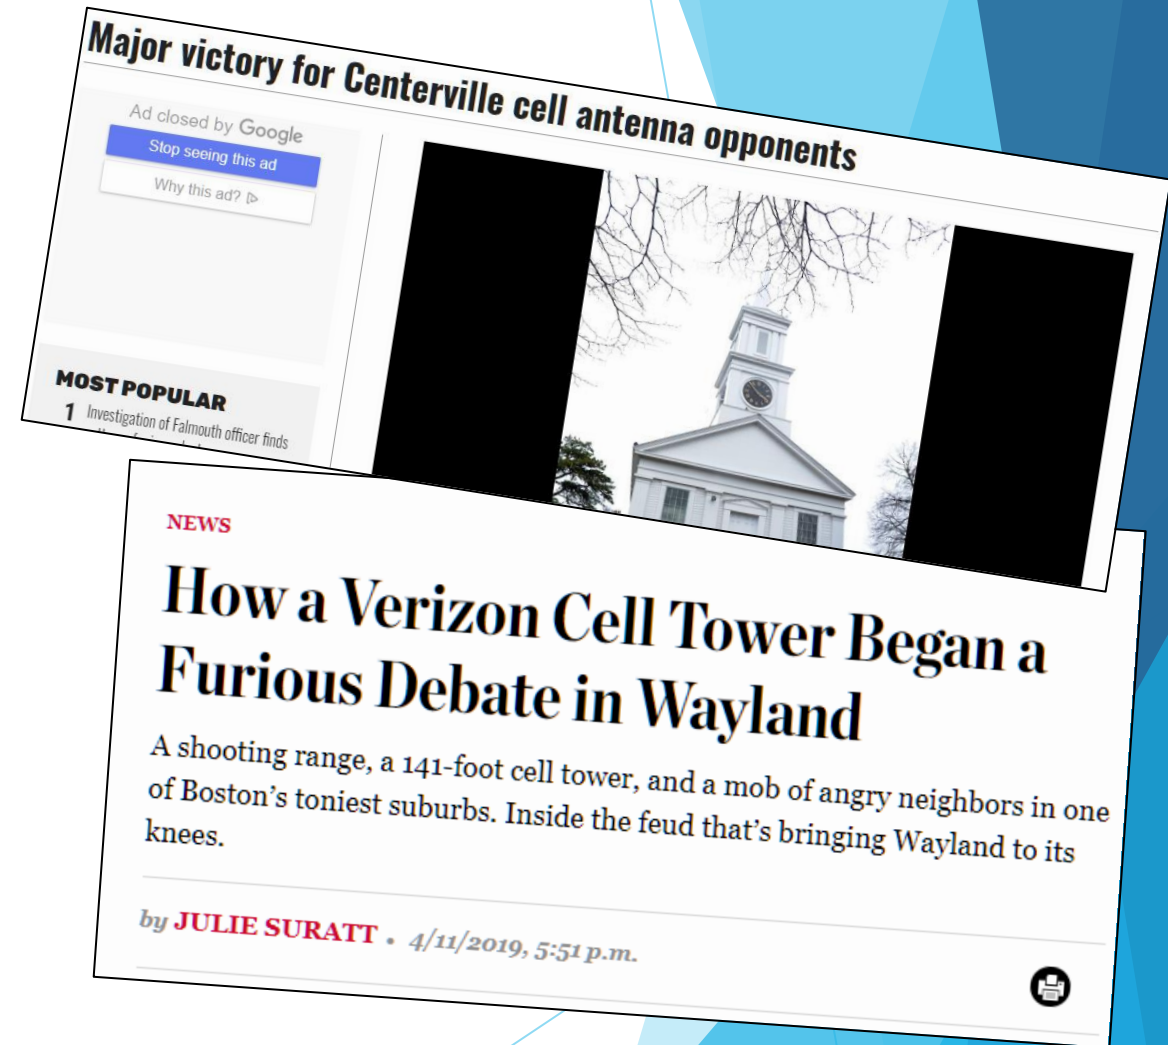 Major victory for Centerville cell antenna opponents
Ad closed by Google
Stop seeing this ad
Why this ad?
MOST POPULAR
1 Investigation of Falmouth officer finds
NEWS
How a Verizon Cell Tower Began a
Furious Debate in Wayland
A shooting range, a 141-foot cell tower, and a mob of angry neighbors in one
of Boston’s toniest suburbs. Inside the feud that’s bringing Wayland to its
knees.
by JULIE SURATT • 4/11/2019, 5:51 p.m.